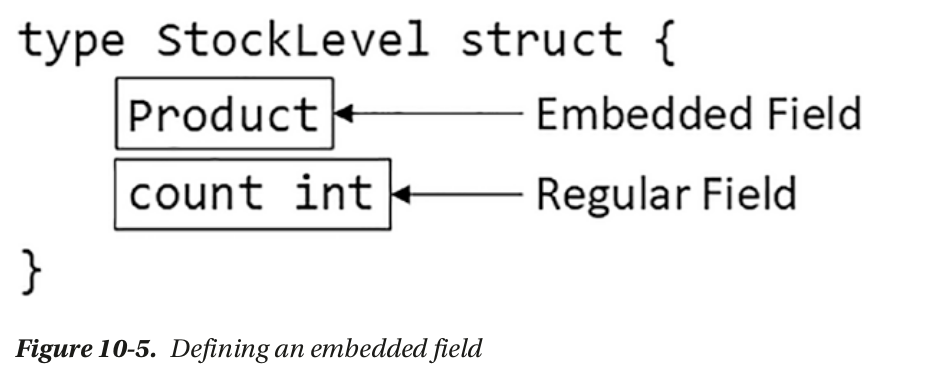 type StockLevel struct {
Product Embedded Field
count int Regular Field
}
Figure 10-5. Defining an embedded field